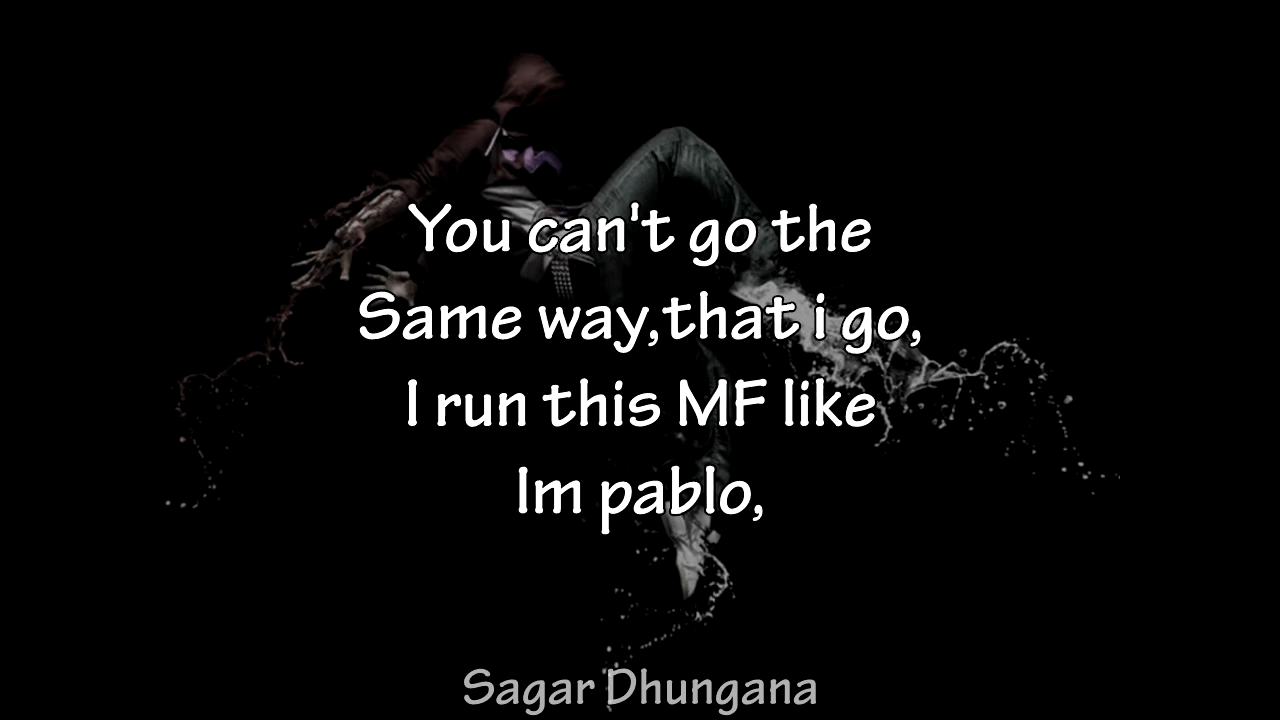 You can't go the
Same way,that i go,
I run this MF like
Im pablo,
Sagar Dhungana